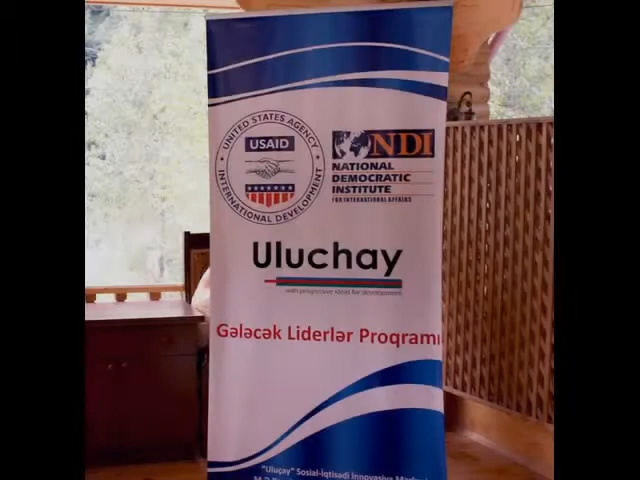 UNITED STATES AGENCY
USAID
INTERNATIONAL DEVELOPMENT
NDI
NATIONAL
DEMOCRATIC
INSTITUTE
FOR INTERNATIONAL AFFAIRS
Uluchay
with progressive ideas for development
Gələcək Liderlər Proqramı
"Uluçay" Sosial-İqtisadi İnnovasiya